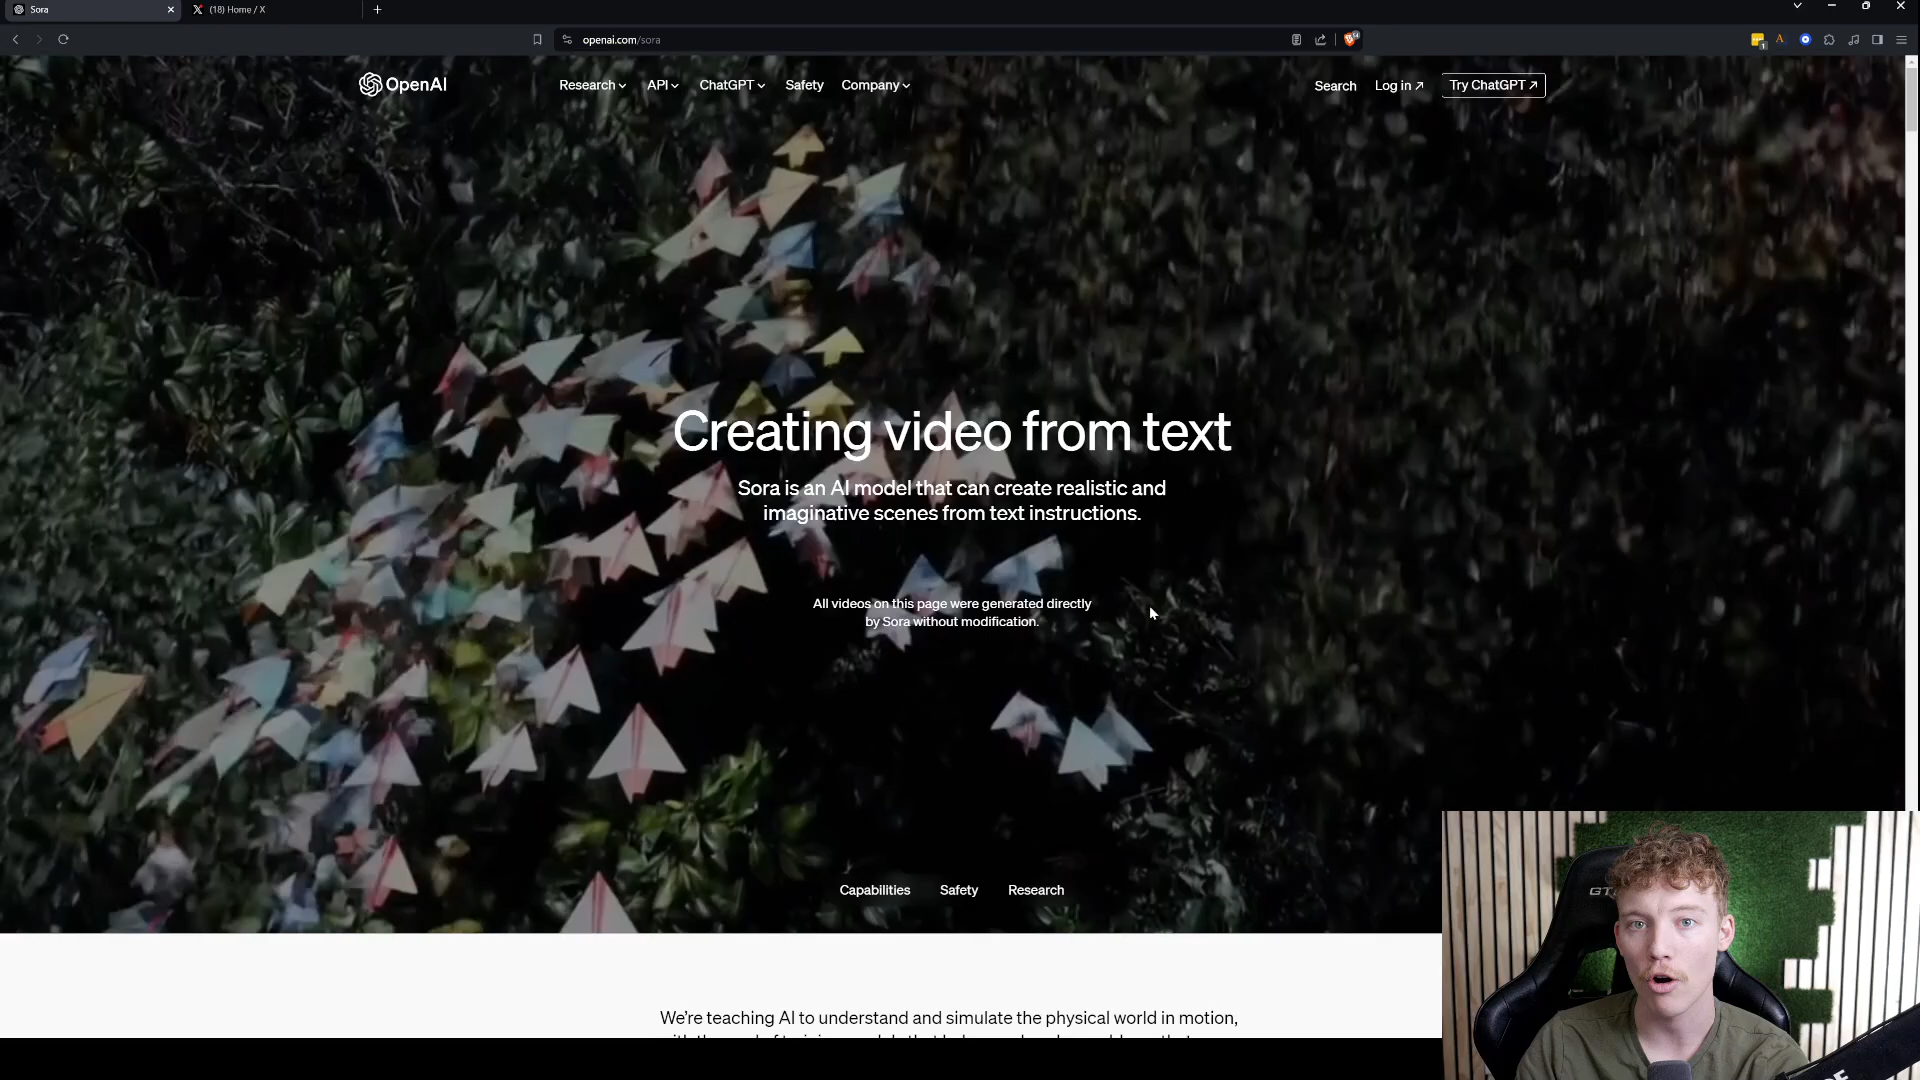 Sora
(18) Home / X
openai.com/sora
OpenAI
Research
API
ChatGPT
Safety
Company
Search
Log in ↗
Try ChatGPT ↗
Creating video from text
Sora is an AI model that can create realistic and
imaginative scenes from text instructions.
All videos on this page were generated directly
by Sora without modification.
Capabilities
Safety
Research
We're teaching AI to understand and simulate the physical world in motion,